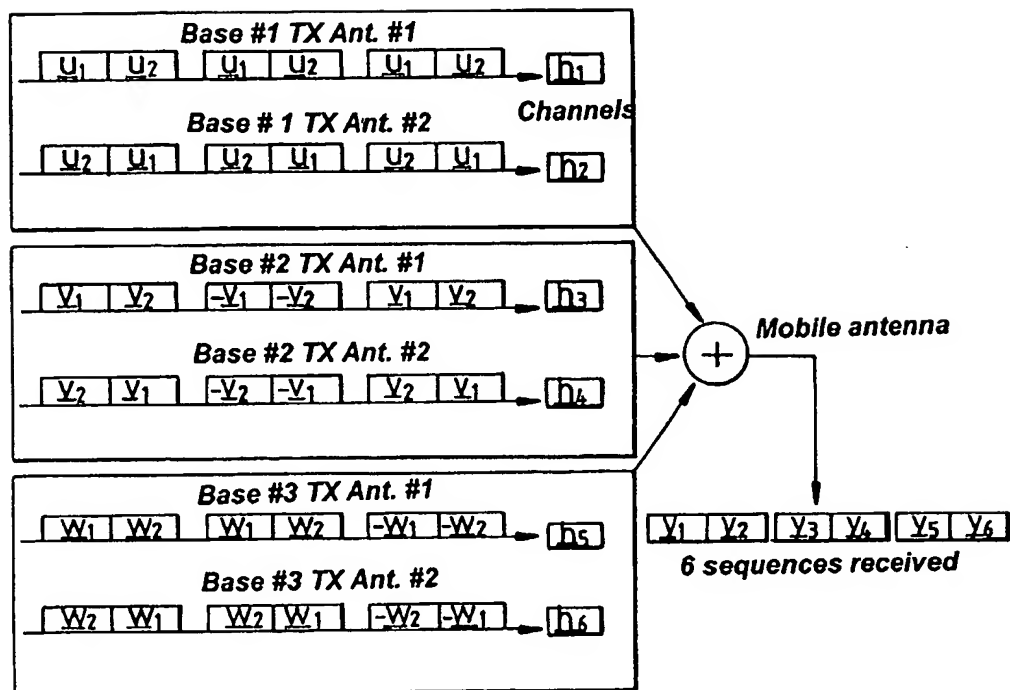 Base #1 TX Ant. #1
u1 u2 u1 u2 u1 u2 h1
Channels
Base # 1 TX Ant. #2
u2 u1 u2 u1 u2 u1 h2
Base #2 TX Ant. #1
v1 v2 -v1 -v2 v1 v2 h3
Base #2 TX Ant. #2
v2 v1 -v2 -v1 v2 v1 h4
+
Mobile antenna
Base #3 TX Ant. #1
w1 w2 w1 w2 -w1 -w2 h5
Base #3 TX Ant. #2
w2 w1 w2 w1 -w2 -w1 h6
y1 y2 y3 y4 y5 y6
6 sequences received